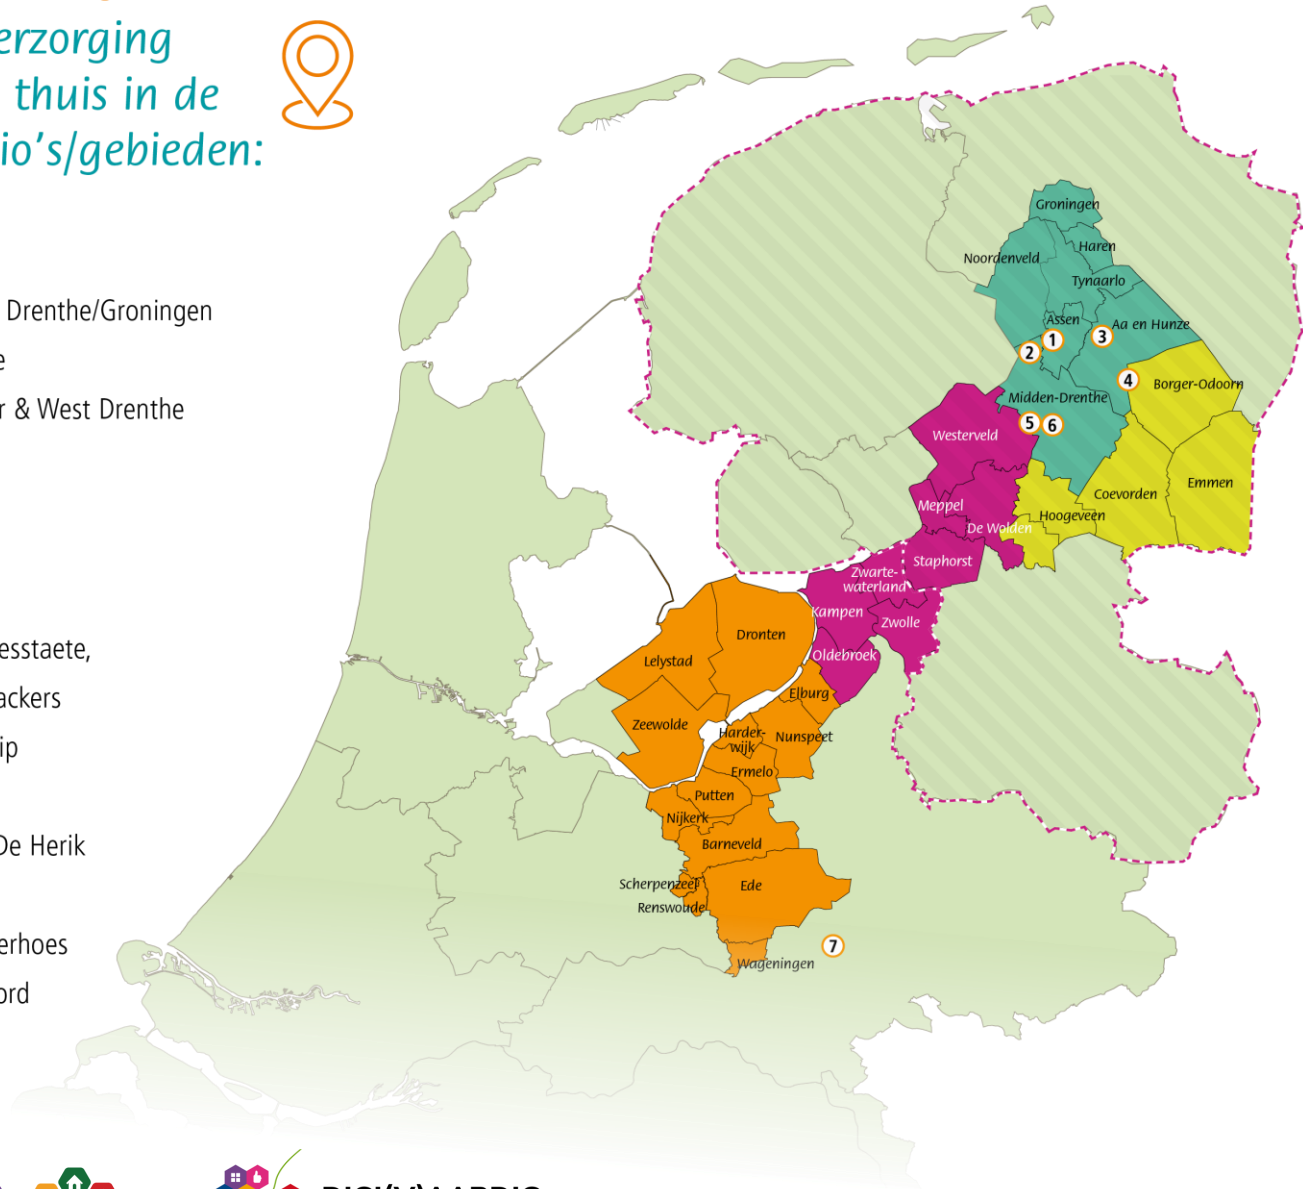 erzorging
thuis in de
io's/gebieden:
Drenthe/Groningen
e
r & West Drenthe
esstaete,
ackers
ip
De Herik
erhoes
ord
Groningen
Haren
Noordenveld
Tynaarlo
Assen
Aa en Hunze
1
3
2
4
Borger-Odoorn
Midden-Drenthe
5
6
Westerveld
Emmen
Coevorden
Meppel
Hoogeveen
De Wolden
Staphorst
Zwarte-
waterland
Kampen
Zwolle
Dronten
Oldebroek
Lelystad
Elburg
Zeewolde
Harder-
wijk
Nunspeet
Ermelo
Putten
Nijkerk
Barneveld
Scherpenzeel
Ede
Renswoude
7
Wageningen